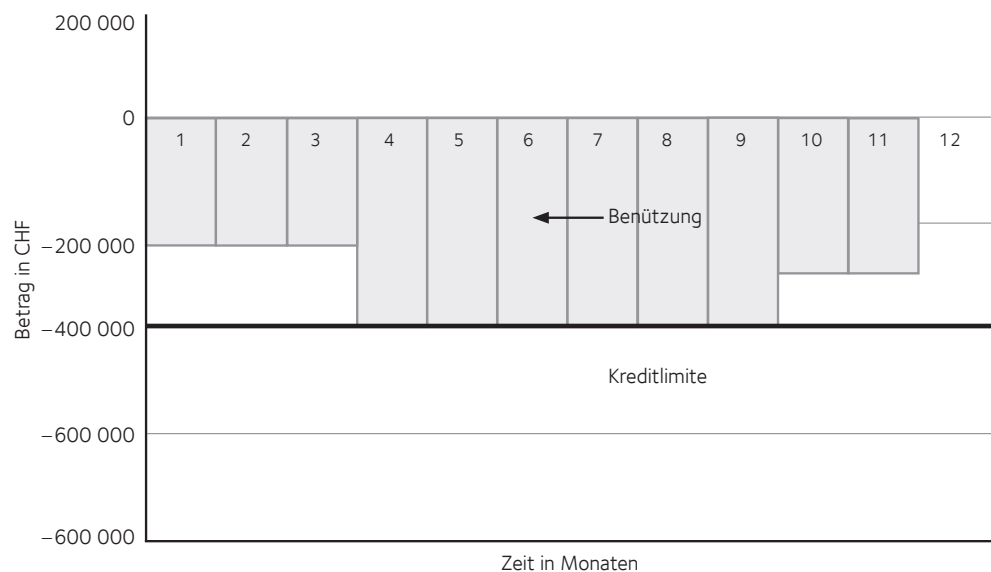 200 000
0
1 2 3 4 5 6 7 8 9 10 11 12
Benützung
−200 000
Betrag in CHF
−400 000
Kreditlimite
−600 000
−600 000
Zeit in Monaten